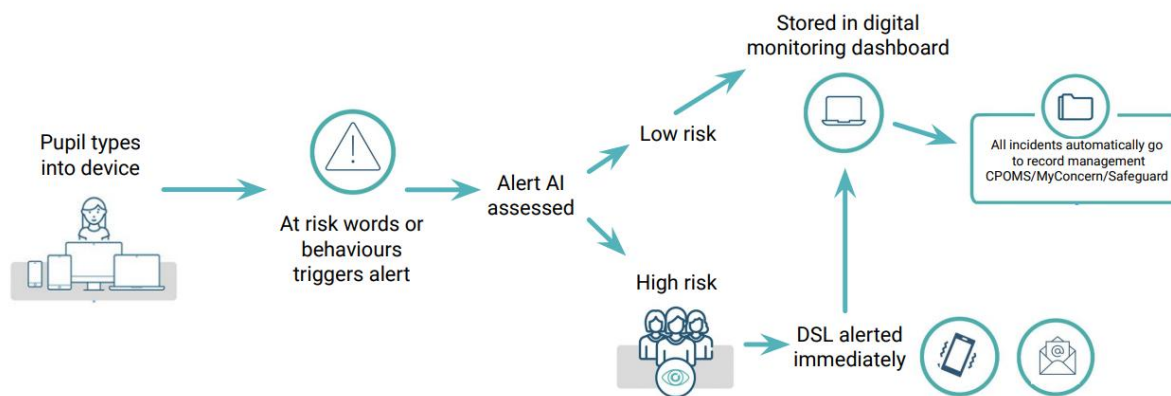 Pupil types
into device
At risk words or
behaviours
triggers alert
Alert AI
assessed
Low risk
High risk
Stored in digital
monitoring dashboard
DSL alerted
immediately
@
All incidents automatically go
to record management
CPOMS/MyConcern/Safeguard